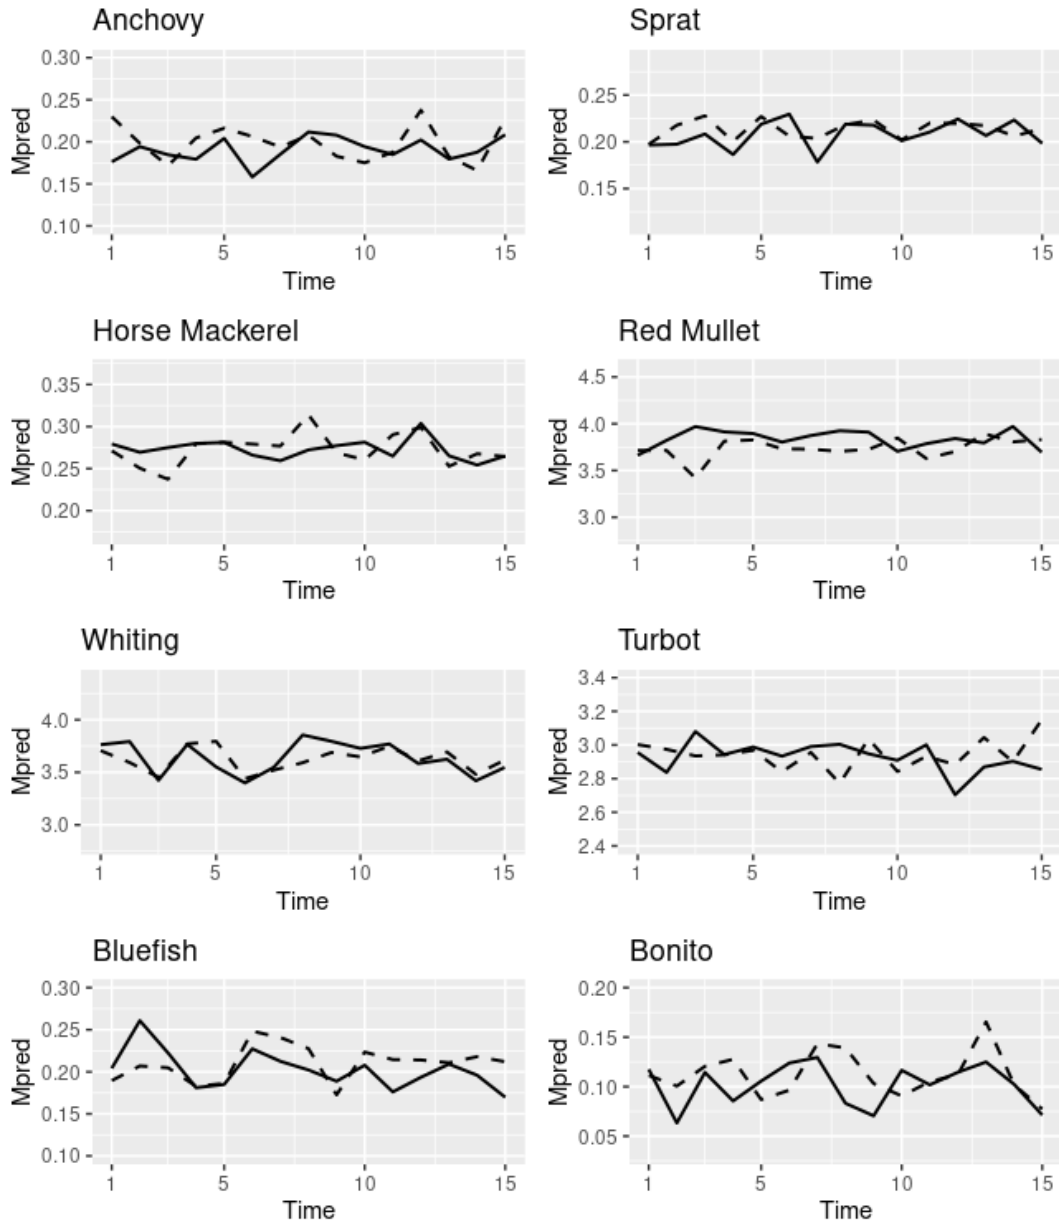 Anchovy
Mpred
0.30
0.25
0.20
0.15
0.10
1 5 10 15
Time
Sprat
Mpred
0.25
0.20
0.15
1 5 10 15
Time
Horse Mackerel
Mpred
0.35
0.30
0.25
0.20
1 5 10 15
Time
Red Mullet
Mpred
4.5
4.0
3.5
3.0
1 5 10 15
Time
Whiting
Mpred
4.0
3.5
3.0
1 5 10 15
Time
Turbot
Mpred
3.4
3.2
3.0
2.8
2.6
2.4
1 5 10 15
Time
Bluefish
Mpred
0.30
0.25
0.20
0.15
0.10
1 5 10 15
Time
Bonito
Mpred
0.20
0.15
0.10
0.05
1 5 10 15
Time